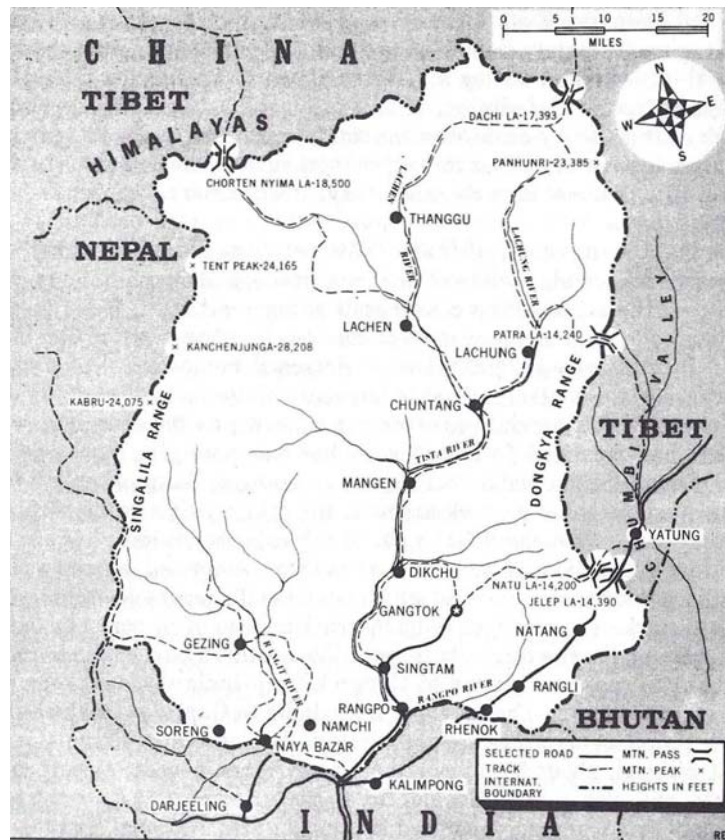 CHINA
0 5 10 15 20
MILES
TIBET
HIMALAYAS
N
E
W
S
DACHI LA-17,393
PANHUNRI-23,385
CHORTEN NYIMA LA-18,500
LACHEN
RIVER
THANGGU
LACHUNG RIVER
NEPAL
TENT PEAK-24,165
LACHEN
PATRA LA-14,240
KANCHENJUNGA-28,208
LACHUNG
KABRU-24,075
CHUNTANG
SINGALILA RANGE
DONGKYA RANGE
TIBET
CHUMBI VALLEY
TISTA RIVER
MANGEN
YATUNG
DIKCHU
NATU LA-14,200
GANGTOK
JELEP LA-14,390
NATANG
GEZING
RANGIT RIVER
SINGTAM
RANGPO RIVER
RANGLI
RANGPO
RHENOK
BHUTAN
SORENG
NAMCHI
NAYA BAZAR
KALIMPONG
DARJEELING
INDIA
SELECTED ROAD
MTN. PASS
TRACK
MTN. PEAK
INTERNAT.
BOUNDARY
HEIGHTS IN FEET